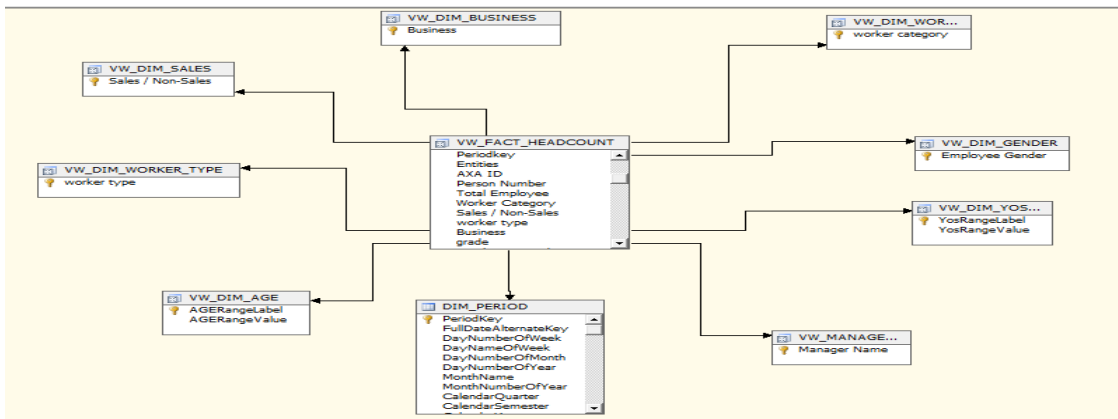 VW_DIM_BUSINESS
Business
VW_DIM_WOR...
worker category
VW_DIM_SALES
Sales / Non-Sales
VW_FACT_HEADCOUNT
Periodkey
Entities
AXA ID
Person Number
Total Employee
Worker Category
Sales / Non-Sales
worker type
Business
grade
VW_DIM_GENDER
Employee Gender
VW_DIM_WORKER_TYPE
worker type
VW_DIM_YOS...
YosRangeLabel
YosRangeValue
VW_DIM_AGE
AGERangeLabel
AGERangeValue
DIM_PERIOD
PeriodKey
FullDateAlternateKey
DayNumberOfWeek
DayNameOfWeek
DayNumberOfMonth
DayNumberOfYear
MonthName
MonthNumberOfYear
CalendarQuarter
CalendarSemester
VW_MANAGE...
Manager Name